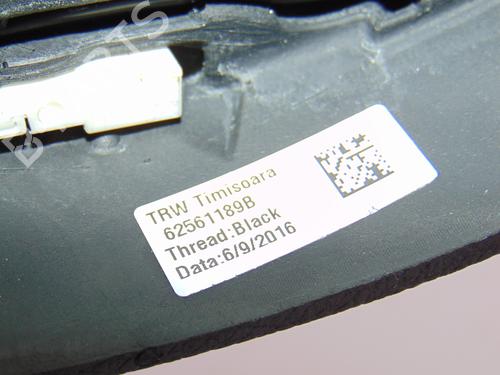 TRW Timisoara
62561189B
Thread:Black
Data:6/9/2016